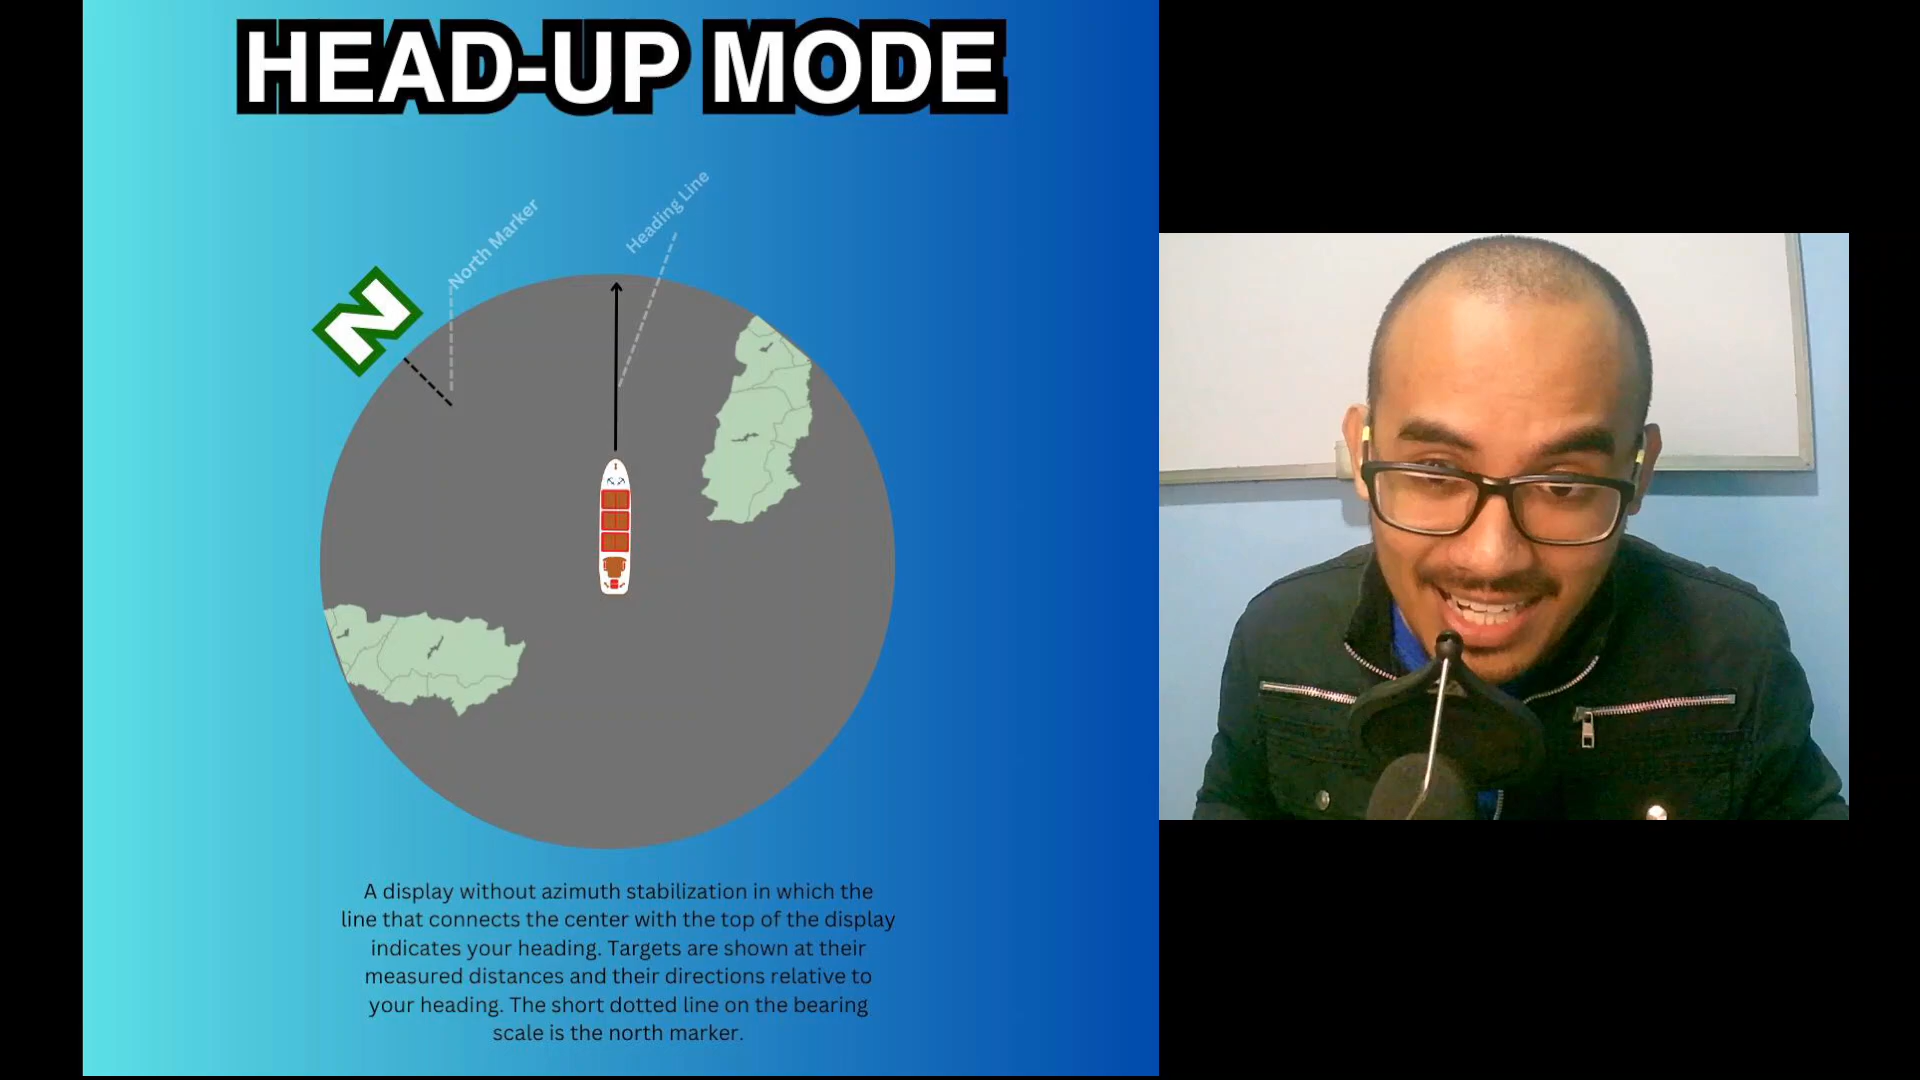 HEAD-UP MODE
North Marker
Heading Line
N
A display without azimuth stabilization in which the
line that connects the center with the top of the display
indicates your heading. Targets are shown at their
measured distances and their directions relative to
your heading. The short dotted line on the bearing
scale is the north marker.